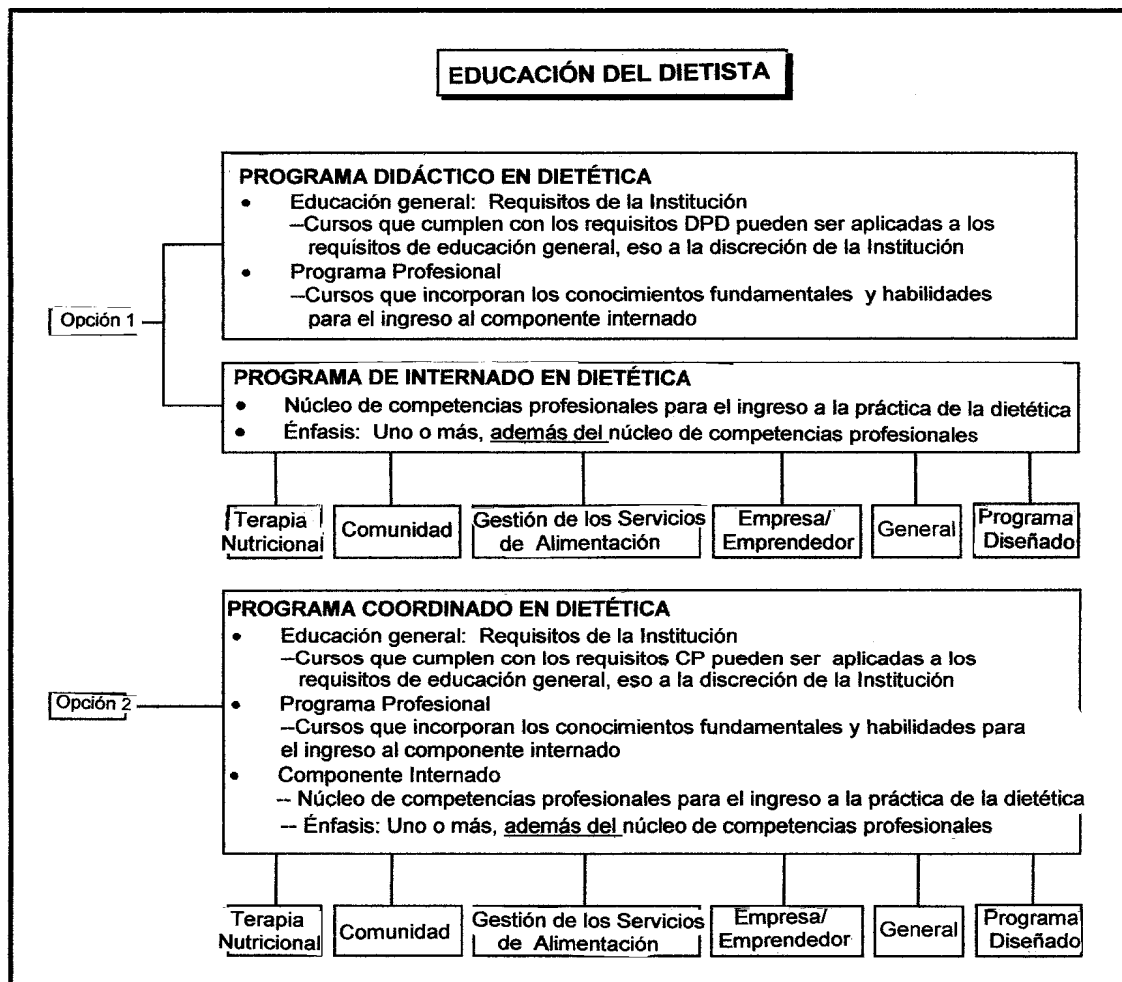 EDUCACIÓN DEL DIETISTA
PROGRAMA DIDÁCTICO EN DIETÉTICA
• Educación general: Requisitos de la Institución
–Cursos que cumplen con los requisitos DPD pueden ser aplicadas a los
requisitos de educación general, eso a la discreción de la Institución
• Programa Profesional
–Cursos que incorporan los conocimientos fundamentales y habilidades
para el ingreso al componente internado
Opción 1
PROGRAMA DE INTERNADO EN DIETÉTICA
• Núcleo de competencias profesionales para el ingreso a la práctica de la dietética
• Énfasis: Uno o más, además del núcleo de competencias profesionales
Terapia
Nutricional
Comunidad
Gestión de los Servicios
de Alimentación
Empresa/
Emprendedor
General
Programa
Diseñado
PROGRAMA COORDINADO EN DIETÉTICA
• Educación general: Requisitos de la Institución
–Cursos que cumplen con los requisitos CP pueden ser aplicadas a los
requisitos de educación general, eso a la discreción de la Institución
Opción 2
• Programa Profesional
–Cursos que incorporan los conocimientos fundamentales y habilidades para
el ingreso al componente internado
• Componente Internado
-- Núcleo de competencias profesionales para el ingreso a la práctica de la dietética
-- Énfasis: Uno o más, además del núcleo de competencias profesionales
Terapia
Nutricional
Comunidad
Gestión de los Servicios
de Alimentación
Empresa/
Emprendedor
General
Programa
Diseñado